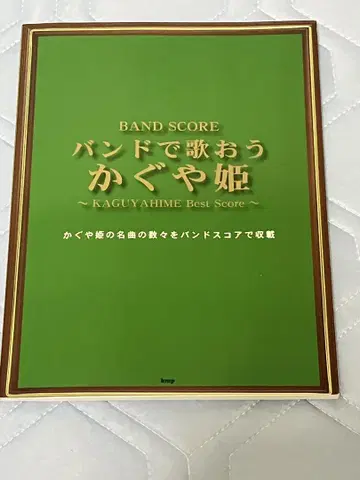 BAND SCORE
バンドで歌おう
かぐや姫
～ KAGUYAHIME Best Score ～
かぐや姫の名曲の数々をバンドスコアで収載
kmp